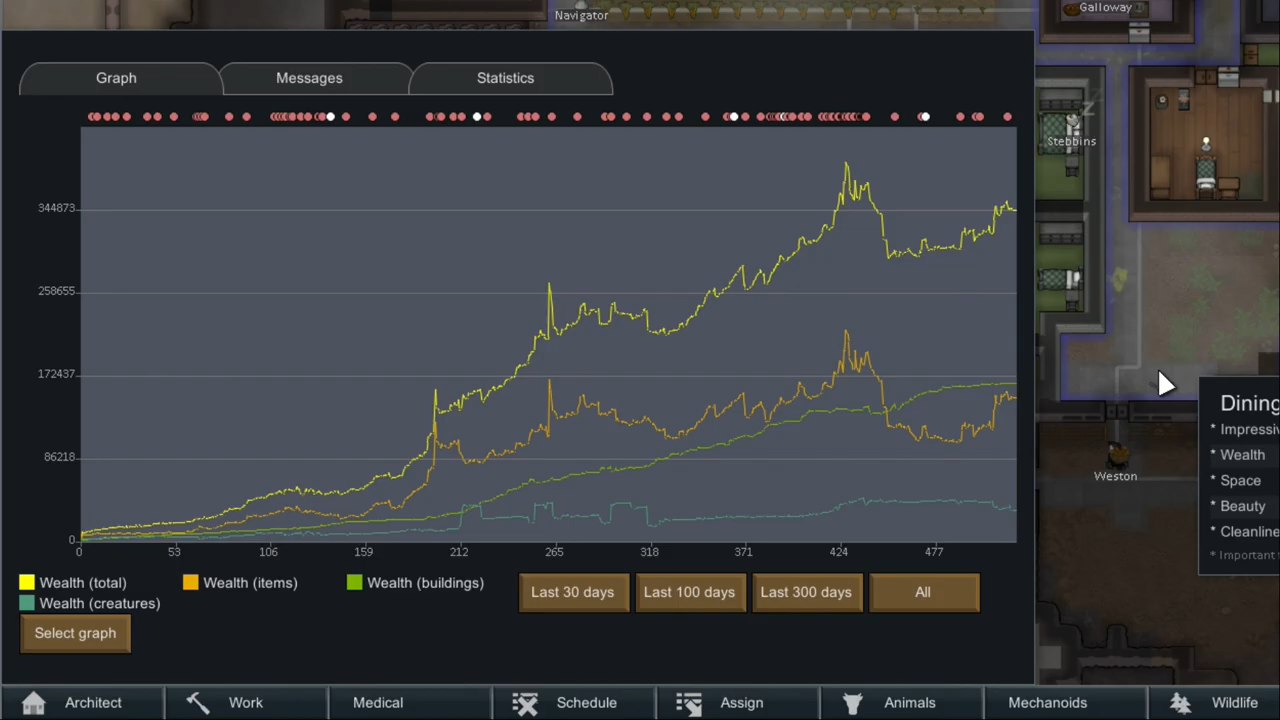 Navigator
Galloway
Graph
Messages
Statistics
Stebbins
344873
258655
172437
86218
0
0
53
106
159
212
265
318
371
424
477
Wealth (total)
Wealth (items)
Wealth (buildings)
Wealth (creatures)
Last 30 days
Last 100 days
Last 300 days
All
Select graph
Weston
Dining
* Impressiv
* Wealth
* Space
* Beauty
* Cleanline
* Important
Architect
Work
Medical
Schedule
Assign
Animals
Mechanoids
Wildlife